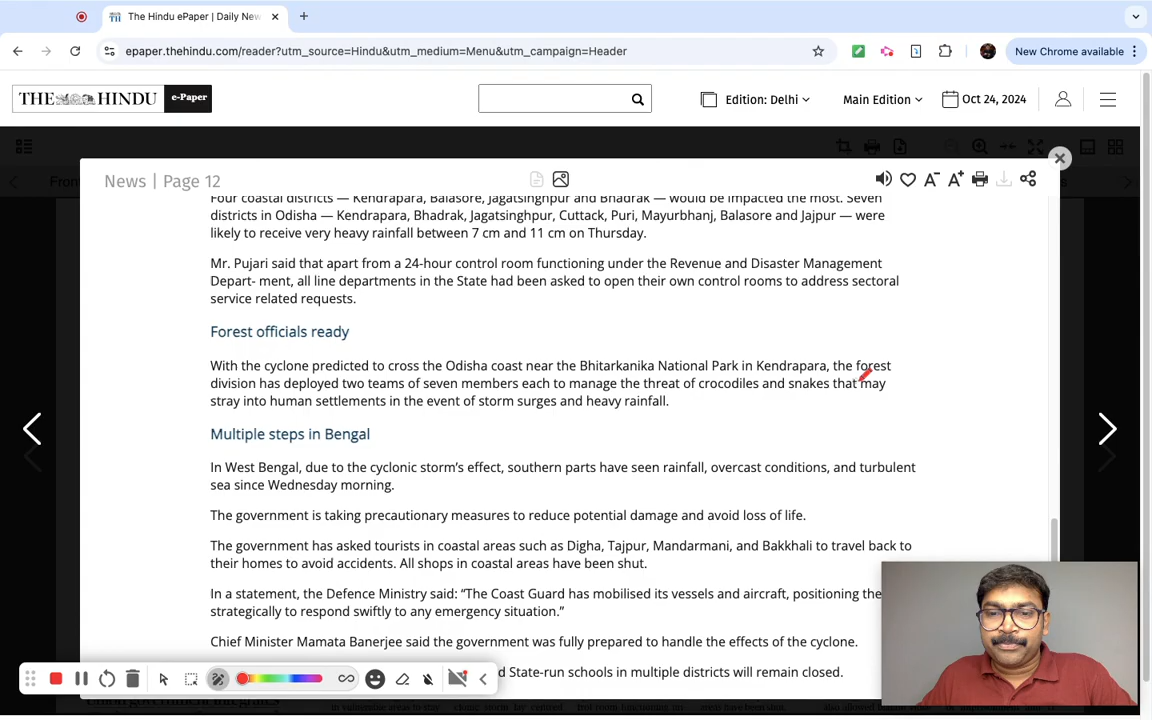 The Hindu ePaper | Daily New
epaper.thehindu.com/reader?utm_source=Hindu&utm_medium=Menu&utm_campaign=Header
New Chrome available
THE HINDU e-Paper
Edition: Delhi
Main Edition
Oct 24, 2024
News | Page 12
A- A+
Four coastal districts — Kendrapara, Balasore, Jagatsinghpur and Bhadrak — would be impacted the most. Seven
districts in Odisha — Kendrapara, Bhadrak, Jagatsinghpur, Cuttack, Puri, Mayurbhanj, Balasore and Jajpur — were
likely to receive very heavy rainfall between 7 cm and 11 cm on Thursday.
Mr. Pujari said that apart from a 24-hour control room functioning under the Revenue and Disaster Management
Depart- ment, all line departments in the State had been asked to open their own control rooms to address sectoral
service related requests.
Forest officials ready
With the cyclone predicted to cross the Odisha coast near the Bhitarkanika National Park in Kendrapara, the forest
division has deployed two teams of seven members each to manage the threat of crocodiles and snakes that may
stray into human settlements in the event of storm surges and heavy rainfall.
Multiple steps in Bengal
In West Bengal, due to the cyclonic storm’s effect, southern parts have seen rainfall, overcast conditions, and turbulent
sea since Wednesday morning.
The government is taking precautionary measures to reduce potential damage and avoid loss of life.
The government has asked tourists in coastal areas such as Digha, Tajpur, Mandarmani, and Bakkhali to travel back to
their homes to avoid accidents. All shops in coastal areas have been shut.
In a statement, the Defence Ministry said: “The Coast Guard has mobilised its vessels and aircraft, positioning the
strategically to respond swiftly to any emergency situation.”
Chief Minister Mamata Banerjee said the government was fully prepared to handle the effects of the cyclone.
d State-run schools in multiple districts will remain closed.